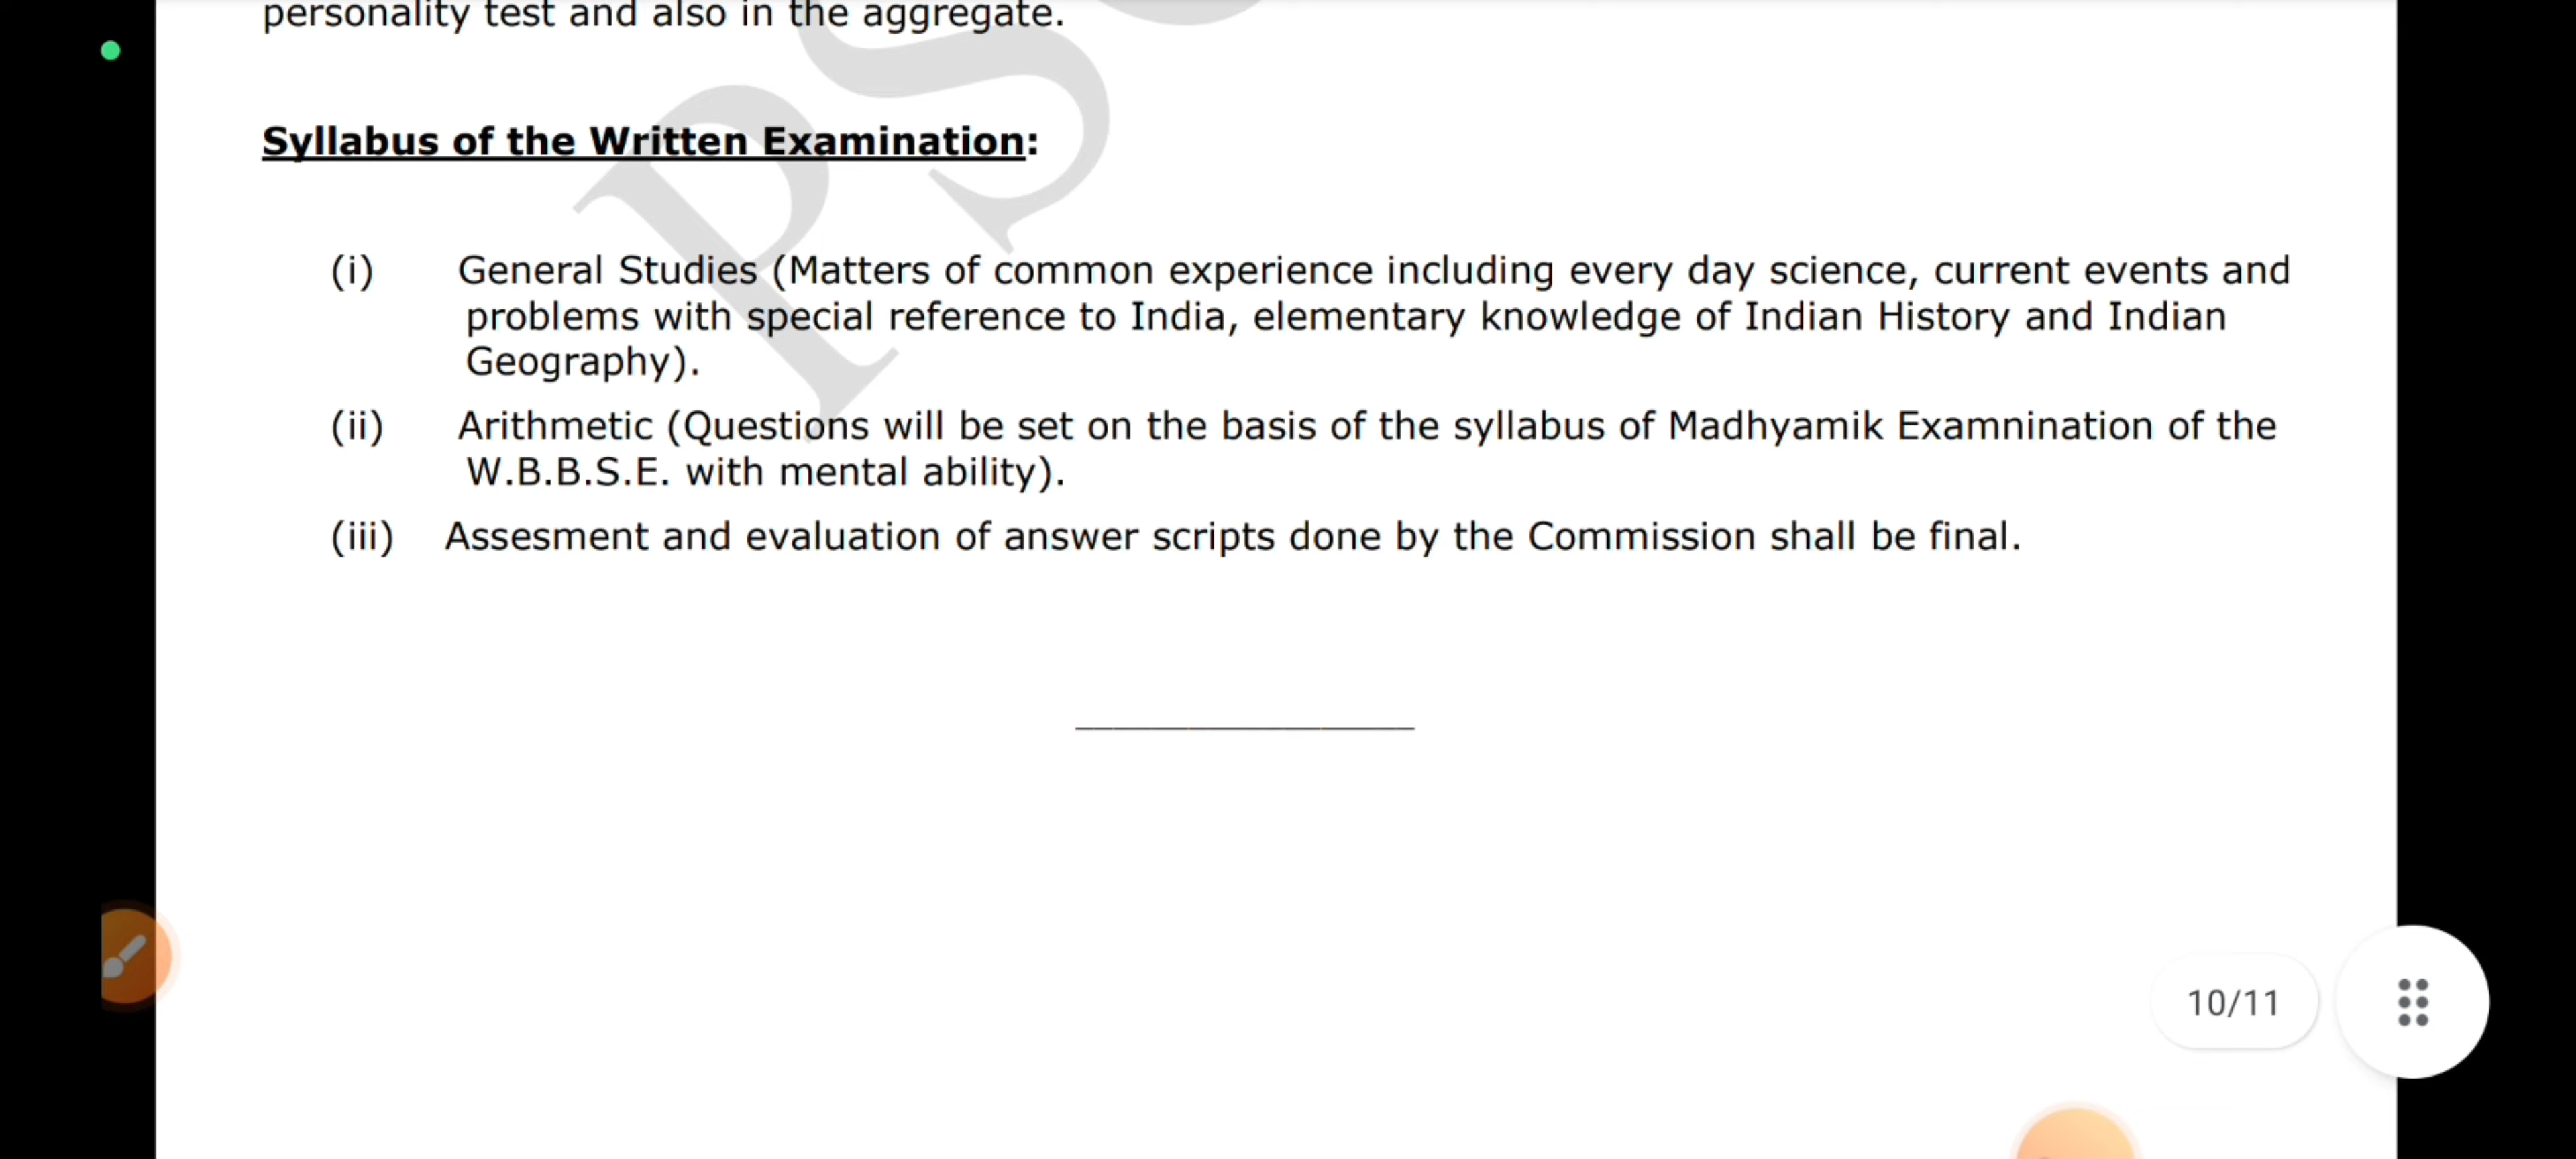 personality test and also in the aggregate.
Syllabus of the Written Examination:
(i) General Studies (Matters of common experience including every day science, current events and
problems with special reference to India, elementary knowledge of Indian History and Indian
Geography).
(ii) Arithmetic (Questions will be set on the basis of the syllabus of Madhyamik Examnination of the
W.B.B.S.E. with mental ability).
(iii) Assesment and evaluation of answer scripts done by the Commission shall be final.
10/11
PS